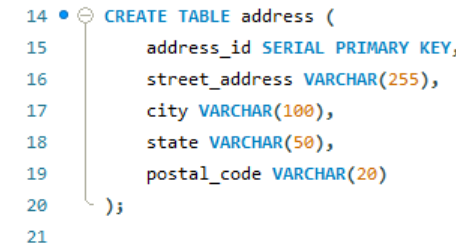 14 CREATE TABLE address (
15 address_id SERIAL PRIMARY KEY,
16 street_address VARCHAR(255),
17 city VARCHAR(100),
18 state VARCHAR(50),
19 postal_code VARCHAR(20)
20 );
21